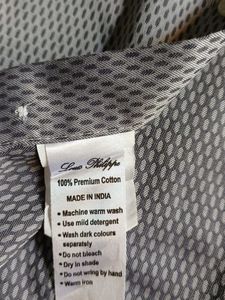 Louis Philippe
100% Premium Cotton
MADE IN INDIA
• Machine warm wash
• Use mild detergent
• Wash dark colours
separately
• Do not bleach
• Dry in shade
• Do not wring by hand
• Warm iron